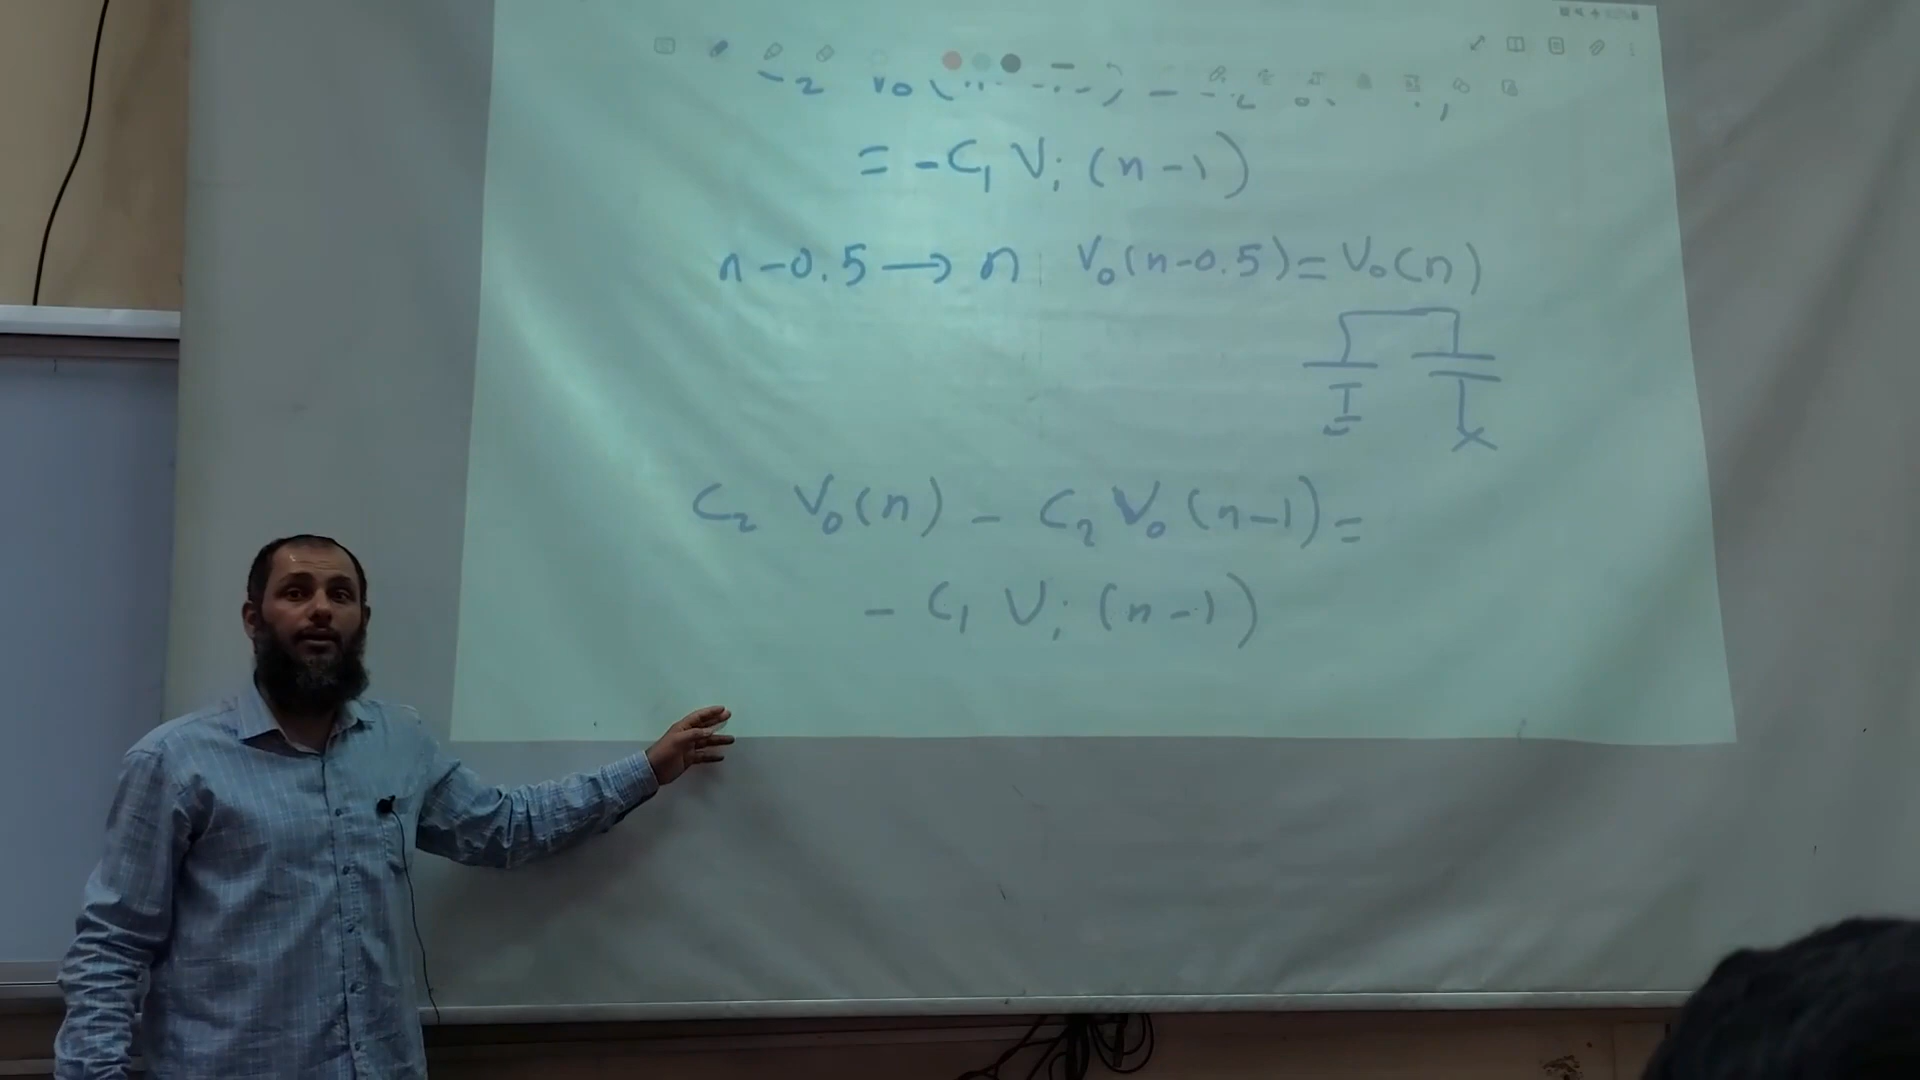 = -C₁ Vᵢ (n-1)
n-0.5 → n V₀(n-0.5) = V₀(n)
C₂ V₀(n) - C₂ V₀(n-1) =
- C₁ Vᵢ (n-1)